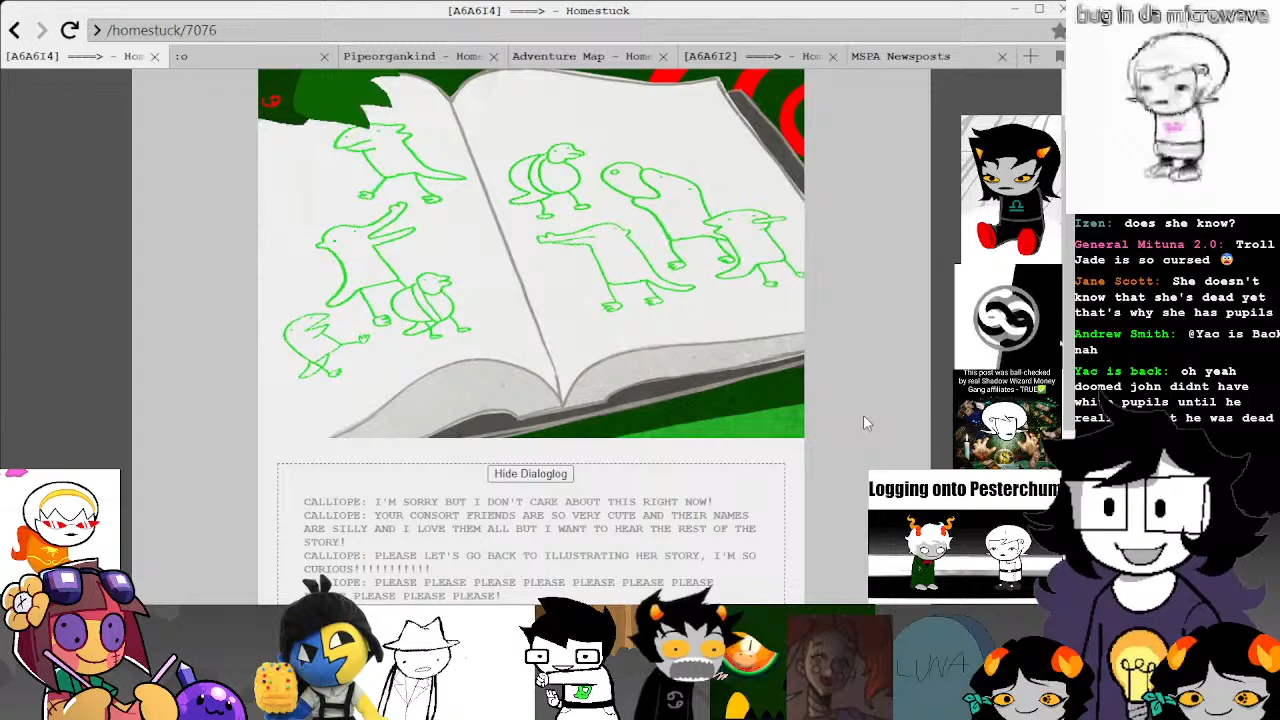 [A6A6I4] ====> - Homestuck
bug in da microwave
/homestuck/7076
[A6A6I4] ====> - Hom
:o
Pipeorgankind - Home
Adventure Map - Home
[A6A6I2] ====> - Ho
MSPA Newsposts
69
Izen: does she know?
General Mituna 2.0: Troll
Jade is so cursed 😨
Jane Scott: She doesn't
know that she's dead yet
that's why she has pupils
Andrew Smith: @Yac is Back
nah
Yac is back: oh yeah
doomed john didnt have
pupils until he
he was dead
This post was ball-checked
by real Shadow Wizard Money
Gang affiliates - TRUE✅
Hide Dialoglog
CALLIOPE: I'M SORRY BUT I DON'T CARE ABOUT THIS RIGHT NOW!
CALLIOPE: YOUR CONSORT FRIENDS ARE SO VERY CUTE AND THEIR NAMES
ARE SILLY AND I LOVE THEM ALL BUT I WANT TO HEAR THE REST OF THE
STORY!
CALLIOPE: PLEASE LET'S GO BACK TO ILLUSTRATING HER STORY, I'M SO
CURIOUS!!!!!!!!!!
IOPE: PLEASE PLEASE PLEASE PLEASE PLEASE PLEASE PLEASE
PLEASE PLEASE PLEASE!
Logging onto Pesterchum
LUNA